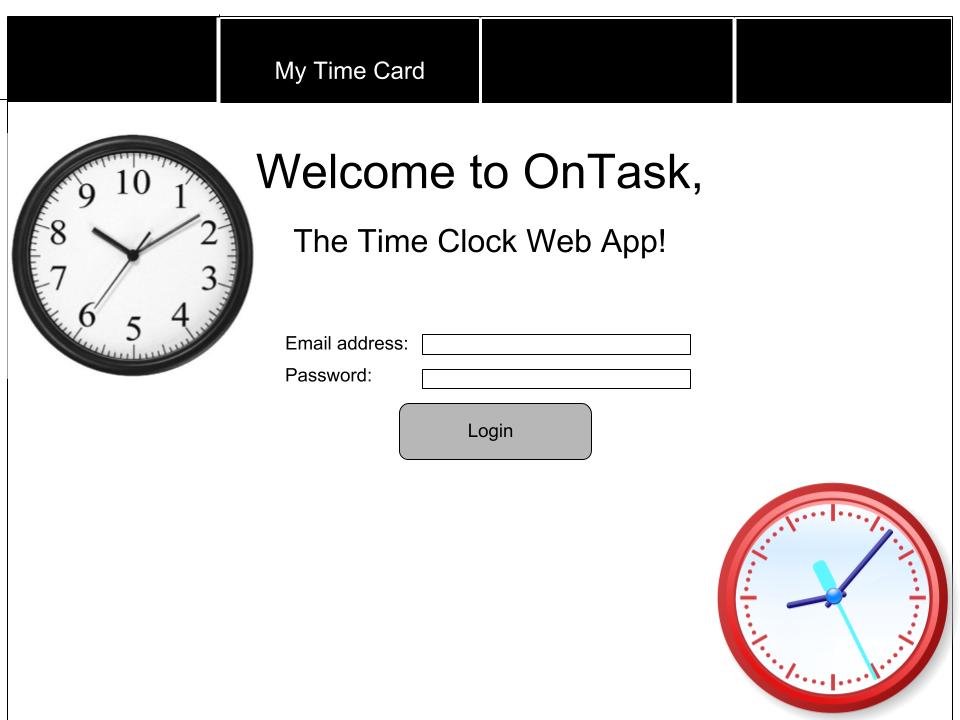 My Time Card
Welcome to OnTask,
The Time Clock Web App!
10
9 1
8 2
7 3
6 4
5
Email address:
Password:
Login